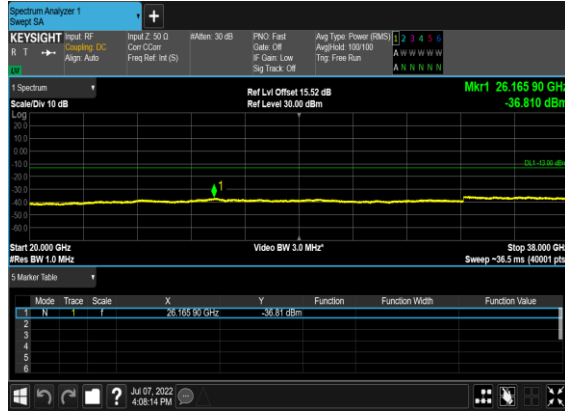 Spectrum Analyzer 1
Swept SA
+
KEYSIGHT Input: RF Input Z: 50 Ω #Atten: 30 dB PNO: Fast Avg Type: Power (RMS) 1 2 3 4 5 6
R T Coupling: DC Corr CCorr Gate: Off Avg|Hold: 100/100 A W W W W W
Align: Auto Freq Ref: Int (S) IF Gain: Low Trig: Free Run
Sig Track: Off A N N N N N
1 Spectrum Ref Lvl Offset 15.52 dB Mkr1 26.165 90 GHz
Scale/Div 10 dB Ref Level 30.00 dBm -36.810 dBm
Log
20.0
10.0
0.00
-10.0
DL1 -13.00 dBm
-20.0
-30.0
1
-40.0
-50.0
-60.0
Start 20.000 GHz Video BW 3.0 MHz* Stop 38.000 GHz
#Res BW 1.0 MHz Sweep ~36.5 ms (40001 pts)
5 Marker Table
Mode Trace Scale X Y Function Function Width Function Value
1 N 1 f 26.165 90 GHz -36.81 dBm
2
3
4
5
6
? Jul 07, 2022
4:08:14 PM